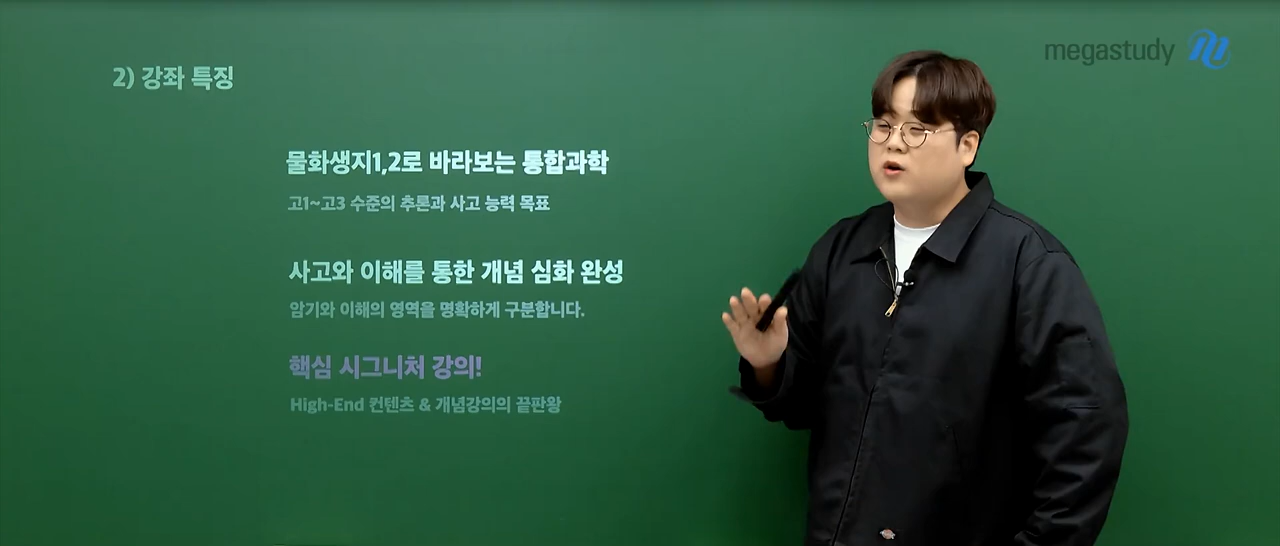 megastudy
2) 강좌 특징
물화생지1,2로 바라보는 통합과학
고1~고3 수준의 추론과 사고 능력 목표
사고와 이해를 통한 개념 심화 완성
암기와 이해의 영역을 명확하게 구분합니다.
핵심 시그니처 강의!
High-End 컨텐츠 & 개념강의의 끝판왕